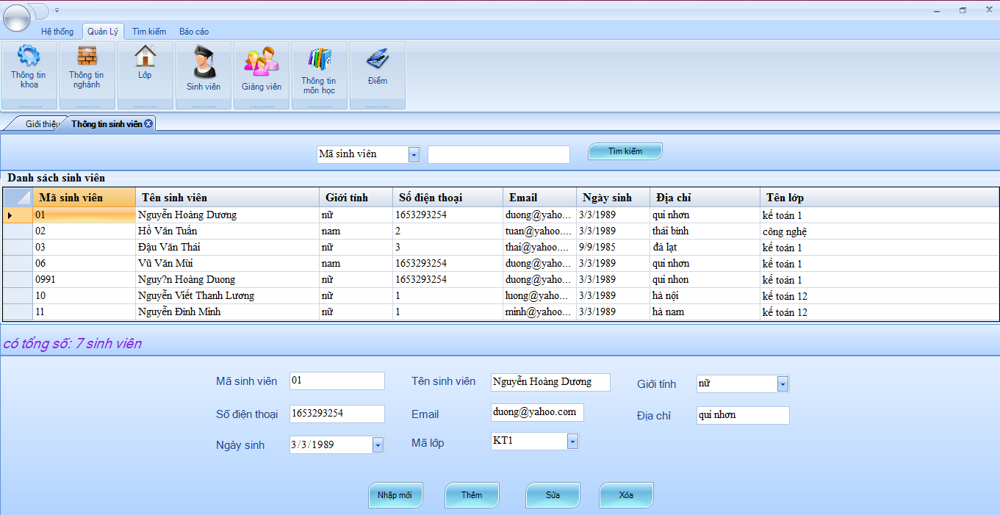 Hệ thống Quản Lý Tìm kiếm Báo cáo
Thông tin khoa
Thông tin nghành
Lớp
Sinh viên
Giảng viên
Thông tin môn học
Điểm
Giới thiệu Thông tin sinh viên
Mã sinh viên Tìm kiếm
Danh sách sinh viên
Mã sinh viên Tên sinh viên Giới tính Số điện thoại Email Ngày sinh Địa chỉ Tên lớp
01 Nguyễn Hoàng Dương nữ 1653293254 duong@yaho... 3/3/1989 qui nhơn kế toán 1
02 Hồ Văn Tuấn nam 2 tuan@yahoo.... 3/3/1989 thái bình công nghệ
03 Đậu Văn Thái nữ 3 thai@yahoo.... 9/9/1985 đà lạt kế toán 1
06 Vũ Văn Mùi nam 1653293254 duong@yaho... 3/3/1989 qui nhơn kế toán 1
0991 Nguy?n Hoàng Duong nữ 1653293254 duong@yaho... 3/3/1989 qui nhon kế toán 1
10 Nguyễn Viết Thanh Lương nữ 1 luong@yaho... 3/3/1989 hà nội kế toán 12
11 Nguyễn Đình Minh nữ 1 minh@yahoo... 3/3/1989 hà nam kế toán 12
có tổng số: 7 sinh viên
Mã sinh viên 01 Tên sinh viên Nguyễn Hoàng Dương Giới tính nữ
Số điện thoại 1653293254 Email duong@yahoo.com Địa chỉ qui nhơn
Ngày sinh 3/3/1989 Mã lớp KT1
Nhập mới Thêm Sửa Xóa